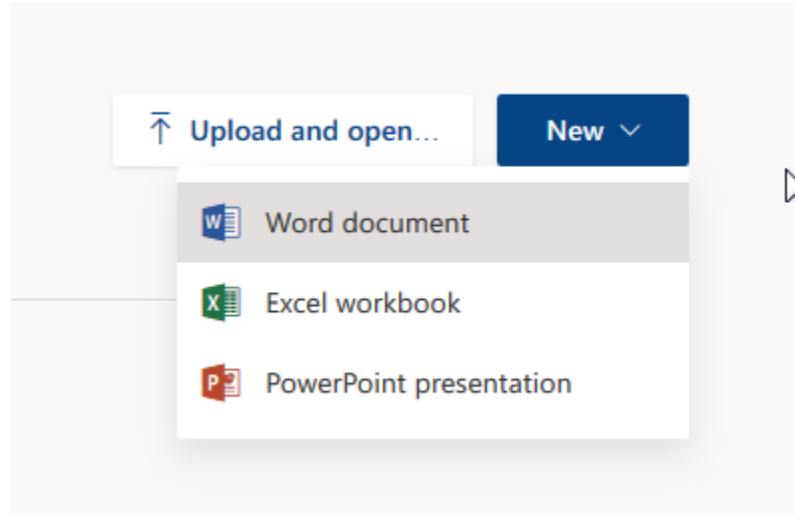 Upload and open...
New
W Word document
X Excel workbook
P PowerPoint presentation